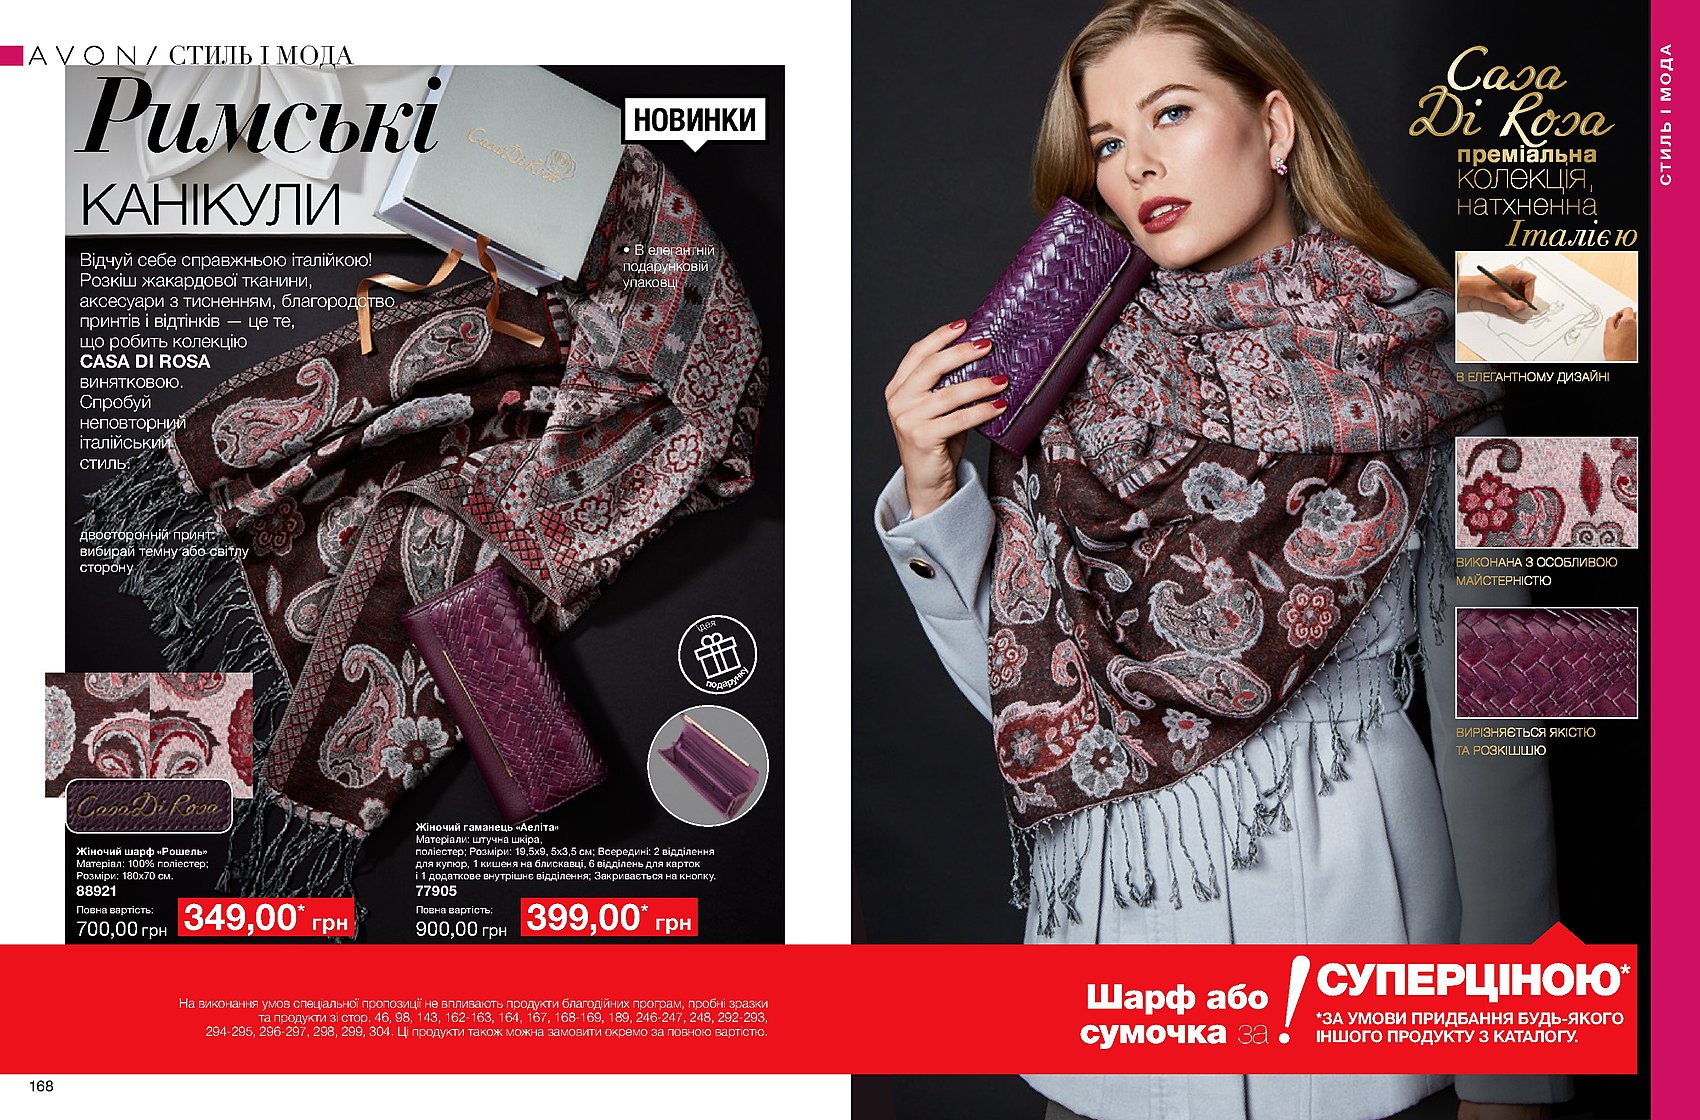 AVON/ СТИЛЬ І МОДА
Римські
КАНІКУЛИ
Casa Di Rosa
НОВИНКИ
• В елегантній
подарунковій
упаковці
Відчуй себе справжньою італійкою!
Розкіш жакардової тканини,
аксесуари з тисненням, благородство
принтів і відтінків — це те,
що робить колекцію
CASA DI ROSA
винятковою.
Спробуй
неповторний
італійський
стиль.
двосторонній принт:
вибирай темну або світлу
сторону
ідея
подарунку
Casa Di Rosa
Жіночий шарф «Рошель»
Матеріал: 100% поліестер;
Розміри: 180х70 см.
88921
Повна вартість:
700,00 грн
349,00* грн
Жіночий гаманець «Аеліта»
Матеріали: штучна шкіра,
поліестер; Розміри: 19,5х9, 5х3,5 см; Всередині: 2 відділення
для купюр, 1 кишеня на блискавці, 6 відділень для карток
і 1 додаткове внутрішнє відділення; Закривається на кнопку.
77905
Повна вартість:
900,00 грн
399,00* грн
На виконання умов спеціальної пропозиції не впливають продукти благодійних програм, пробні зразки
та продукти зі стор. 46, 98, 143, 162-163, 164, 167, 168-169, 189, 246-247, 248, 292-293,
294-295, 296-297, 298, 299, 304. Ці продукти також можна замовити окремо за повною вартістю.
168
Casa
Di Rosa
преміальна
колекція,
натхненна
Італією
В ЕЛЕГАНТНОМУ ДИЗАЙНІ
ВИКОНАНА З ОСОБЛИВОЮ
МАЙСТЕРНІСТЮ
ВИРІЗНЯЄТЬСЯ ЯКІСТЮ
ТА РОЗКІШШЮ
СТИЛЬ І МОДА
Шарф або
сумочка за
!
СУПЕРЦІНОЮ*
*ЗА УМОВИ ПРИДБАННЯ БУДЬ-ЯКОГО
ІНШОГО ПРОДУКТУ З КАТАЛОГУ.